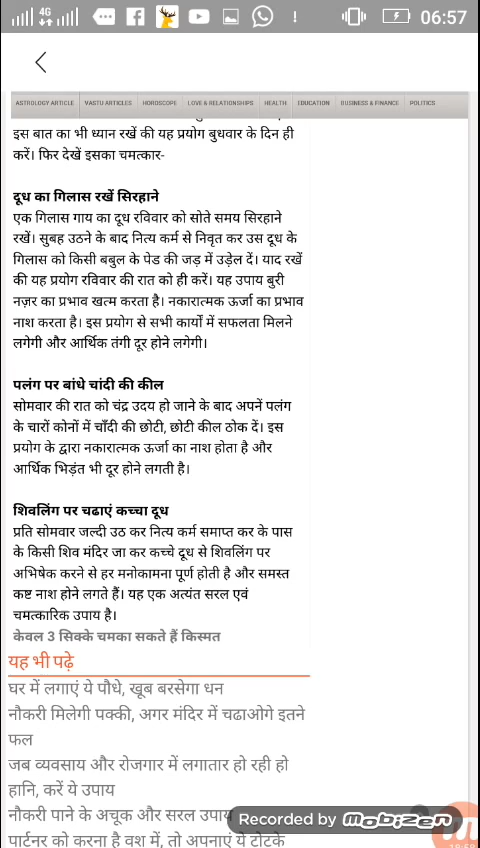 4G
06:57
ASTROLOGY ARTICLE VASTU ARTICLES HOROSCOPE LOVE & RELATIONSHIPS HEALTH EDUCATION BUSINESS & FINANCE POLITICS
इस बात का भी ध्यान रखें की यह प्रयोग बुधवार के दिन ही
करें। फिर देखें इसका चमत्कार-
दूध का गिलास रखें सिरहाने
एक गिलास गाय का दूध रविवार को सोते समय सिरहाने
रखें। सुबह उठने के बाद नित्य कर्म से निवृत कर उस दूध के
गिलास को किसी बबुल के पेड की जड़ में उड़ेल दें। याद रखें
की यह प्रयोग रविवार की रात को ही करें। यह उपाय बुरी
नज़र का प्रभाव खत्म करता है। नकारात्मक ऊर्जा का प्रभाव
नाश करता है। इस प्रयोग से सभी कार्यों में सफलता मिलने
लगेगी और आर्थिक तंगी दूर होने लगेगी।
पलंग पर बांधे चांदी की कील
सोमवार की रात को चंद्र उदय हो जाने के बाद अपनें पलंग
के चारों कोनों में चाँदी की छोटी, छोटी कील ठोक दें। इस
प्रयोग के द्वारा नकारात्मक ऊर्जा का नाश होता है और
आर्थिक भिड़ंत भी दूर होने लगती है।
शिवलिंग पर चढाएं कच्चा दूध
प्रति सोमवार जल्दी उठ कर नित्य कर्म समाप्त कर के पास
के किसी शिव मंदिर जा कर कच्चे दूध से शिवलिंग पर
अभिषेक करने से हर मनोकामना पूर्ण होती है और समस्त
कष्ट नाश होने लगते हैं। यह एक अत्यंत सरल एवं
चमत्कारिक उपाय है।
केवल 3 सिक्के चमका सकते हैं किस्मत
यह भी पढ़े
घर में लगाएं ये पौधे, खूब बरसेगा धन
नौकरी मिलेगी पक्की, अगर मंदिर में चढाओगे इतने
फल
जब व्यवसाय और रोजगार में लगातार हो रही हो
हानि, करें ये उपाय
नौकरी पाने के अचूक और सरल उपाय
Recorded by Mobizen
पार्टनर को करना है वश में, तो अपनाएं ये टोटके